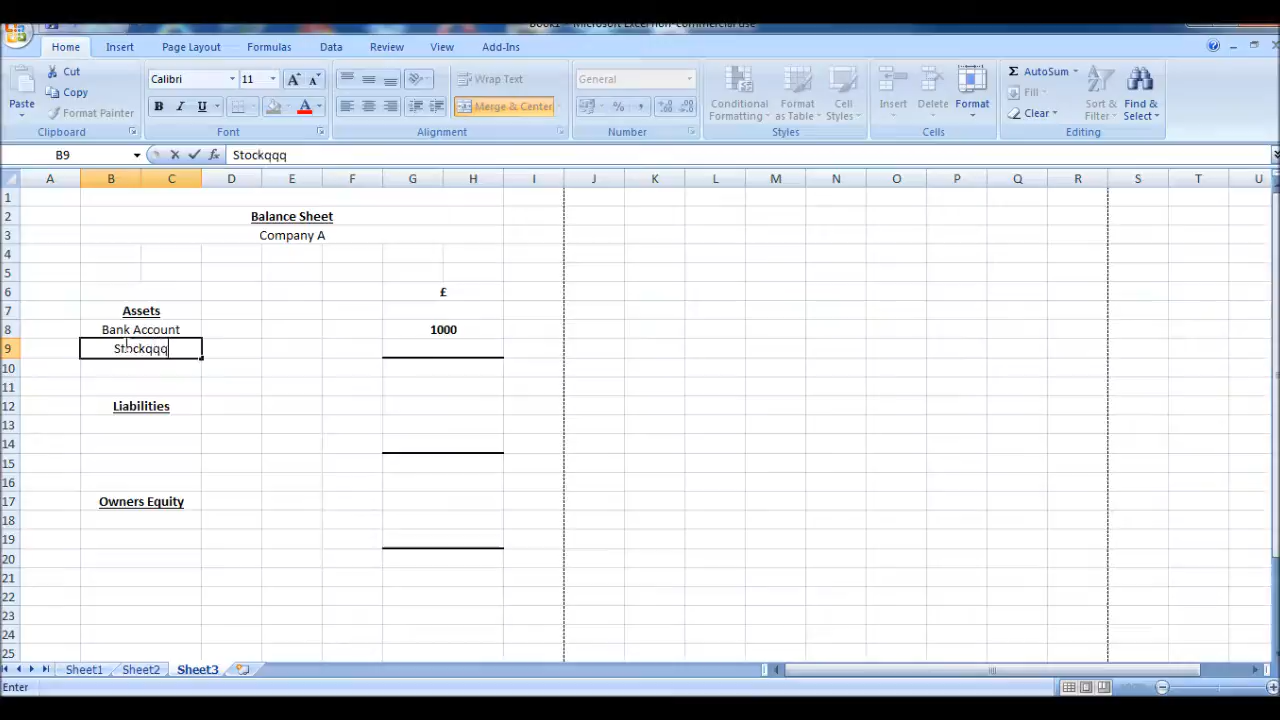 Book1 - Microsoft Excel non-commercial use
Home Insert Page Layout Formulas Data Review View Add-Ins
Cut
Copy
Format Painter
Paste
Clipboard
Calibri 11
B I U
Font
Wrap Text
Merge & Center
Alignment
General
Number
Conditional Formatting
Format as Table
Cell Styles
Styles
Insert Delete Format
Cells
Σ AutoSum
Fill
Clear
Sort & Filter
Find & Select
Editing
B9 fx Stockqqq
A B C D E F G H I J K L M N O P Q R S T U
1
2 Balance Sheet
3 Company A
4
5
6 £
7 Assets
8 Bank Account 1000
9 Stockqqq
10
11
12 Liabilities
13
14
15
16
17 Owners Equity
18
19
20
21
22
23
24
25
Sheet1 Sheet2 Sheet3
Enter